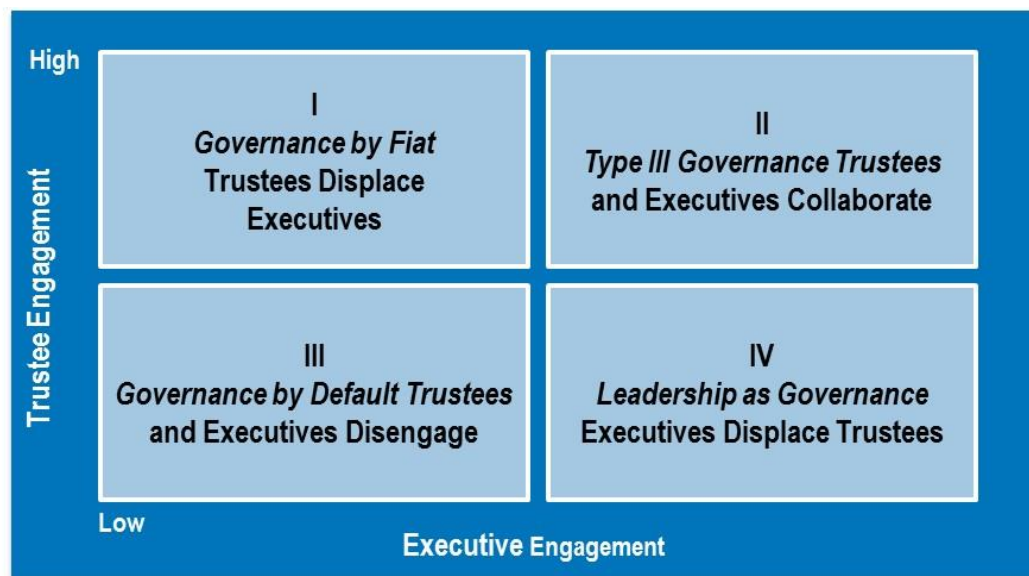 High
Trustee Engagement
I
Governance by Fiat
Trustees Displace
Executives
II
Type III Governance Trustees
and Executives Collaborate
III
Governance by Default Trustees
and Executives Disengage
IV
Leadership as Governance
Executives Displace Trustees
Low
Executive Engagement